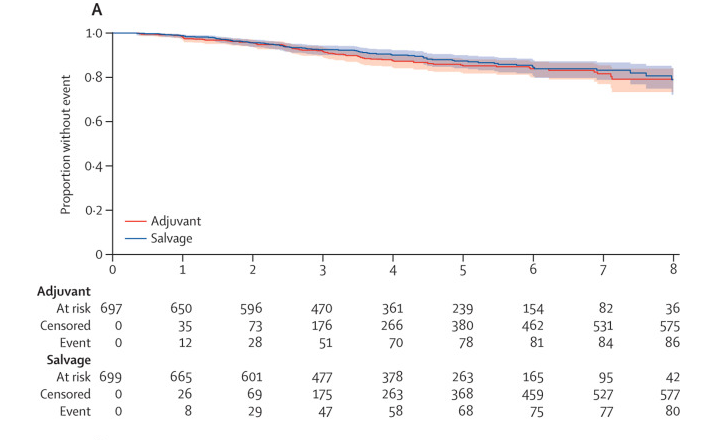 A
Proportion without event
1·0
0·8
0·6
0·4
0·2
0
Adjuvant
Salvage
0 1 2 3 4 5 6 7 8
Adjuvant
At risk 697 650 596 470 361 239 154 82 36
Censored 0 35 73 176 266 380 462 531 575
Event 0 12 28 51 70 78 81 84 86
Salvage
At risk 699 665 601 477 378 263 165 95 42
Censored 0 26 69 175 263 368 459 527 577
Event 0 8 29 47 58 68 75 77 80